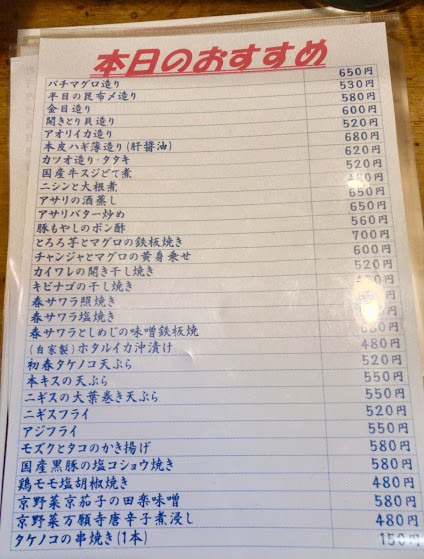 本日のおすすめ
バチマグロ造り 650円
平目の昆布〆造り 530円
金目造り 580円
開きとり貝造り 600円
アオリイカ造り 520円
本皮ハギ薄造り(肝醤油) 680円
カツオ造り・タタキ 620円
国産牛スジどて煮 520円
ニシンと大根煮
アサリの酒蒸し 650円
アサリバター炒め 650円
豚もやしのポン酢 560円
とろろ芋とマグロの鉄板焼き 700円
チャンジャとマグロの黄身乗せ 600円
カイワレの開き干し焼き 520円
キビナゴの干し焼き
春サワラ照焼き
春サワラ塩焼き
春サワラとしめじの味噌鉄板焼
(自家製)ホタルイカ沖漬け 480円
初春タケノコ天ぷら 520円
本キスの天ぷら 550円
ニギスの大葉巻き天ぷら 550円
ニギスフライ 520円
アジフライ 550円
モズクとタコのかき揚げ 580円
国産黒豚の塩コショウ焼き 580円
鶏モモ塩胡椒焼き 480円
京野菜京茄子の田楽味噌 580円
京野菜万願寺唐辛子煮浸し 480円
タケノコの串焼き(1本) 150円